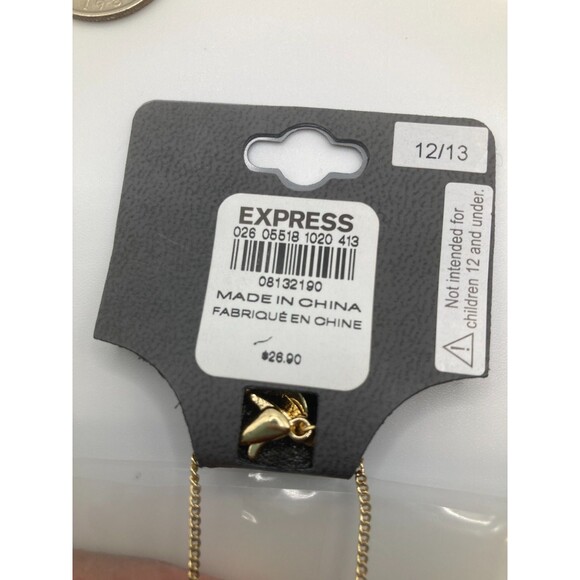 12/13
EXPRESS
026 05518 1020 413
08132190
MADE IN CHINA
FABRIQUÉ EN CHINE
$26.90
Not intended for
children 12 and under.